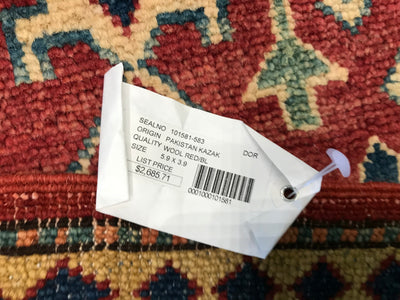 SEALNO 101581-583
ORIGIN PAKISTAN KAZAK DOR
QUALITY WOOL RED/BL
SIZE 5.9 X 3.9
LIST PRICE
$2,685.71
0001000101581